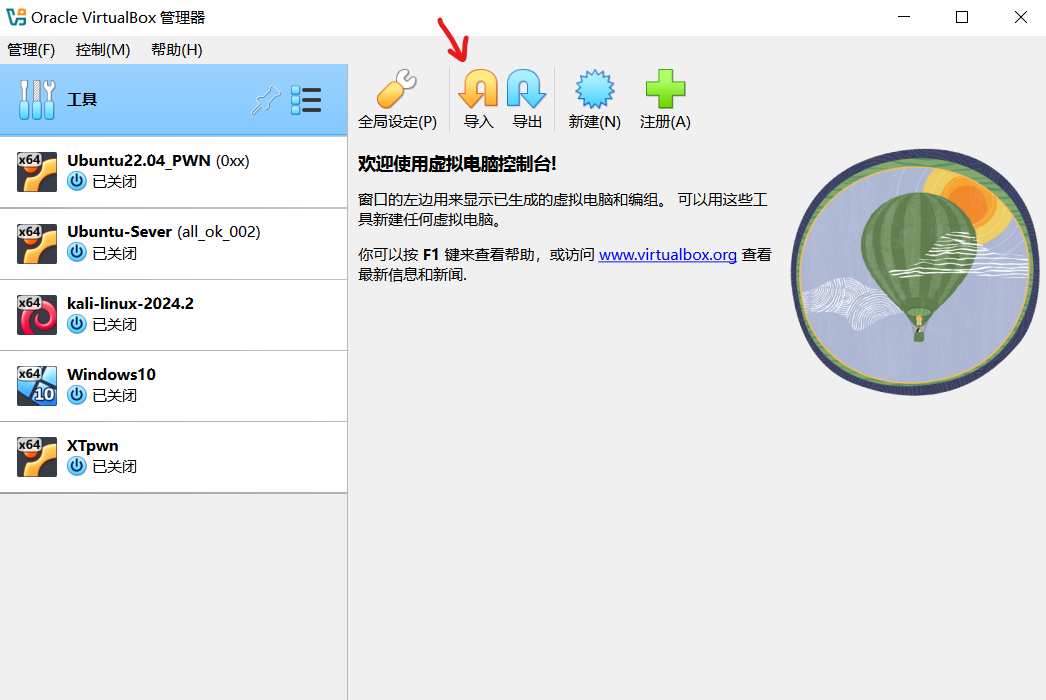 Oracle VirtualBox 管理器
管理(F) 控制(M) 帮助(H)
工具
全局设定(P) 导入 导出 新建(N) 注册(A)
x64 Ubuntu22.04_PWN (0xx)
已关闭
x64 Ubuntu-Sever (all_ok_002)
已关闭
x64 kali-linux-2024.2
已关闭
x64 Windows10
10 已关闭
x64 XTpwn
已关闭
欢迎使用虚拟电脑控制台!
窗口的左边用来显示已生成的虚拟电脑和编组。 可以用这些工
具新建任何虚拟电脑。
你可以按 F1 键来查看帮助，或访问 www.virtualbox.org 查看
最新信息和新闻.